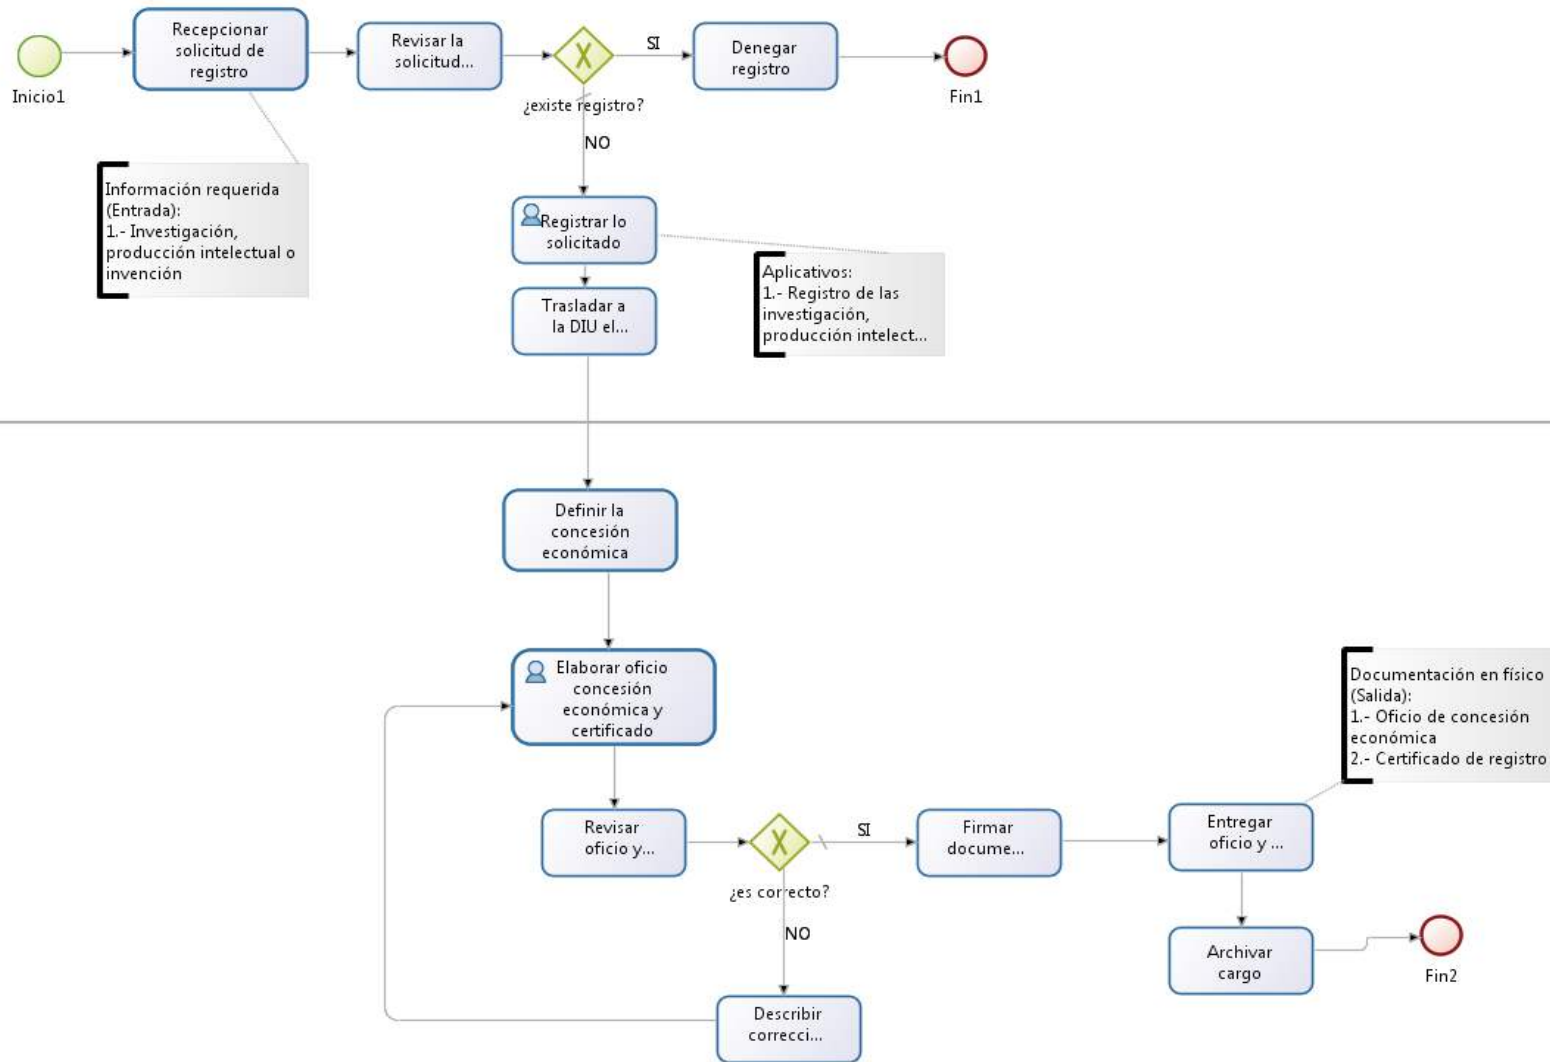 Recepcionar
solicitud de
registro
Revisar la
solicitud...
SI
Denegar
registro
Inicio1
¿existe registro?
Fin1
NO
Información requerida
(Entrada):
1.- Investigación,
producción intelectual o
invención
Registrar lo
solicitado
Aplicativos:
1.- Registro de las
investigación,
producción intelect...
Trasladar a
la DIU el...
Definir la
concesión
económica
Elaborar oficio
concesión
económica y
certificado
Documentación en físico
(Salida):
1.- Oficio de concesión
económica
2.- Certificado de registro
Revisar
oficio y...
SI
Firmar
docume...
Entregar
oficio y ...
¿es correcto?
NO
Archivar
cargo
Fin2
Describir
correcci...